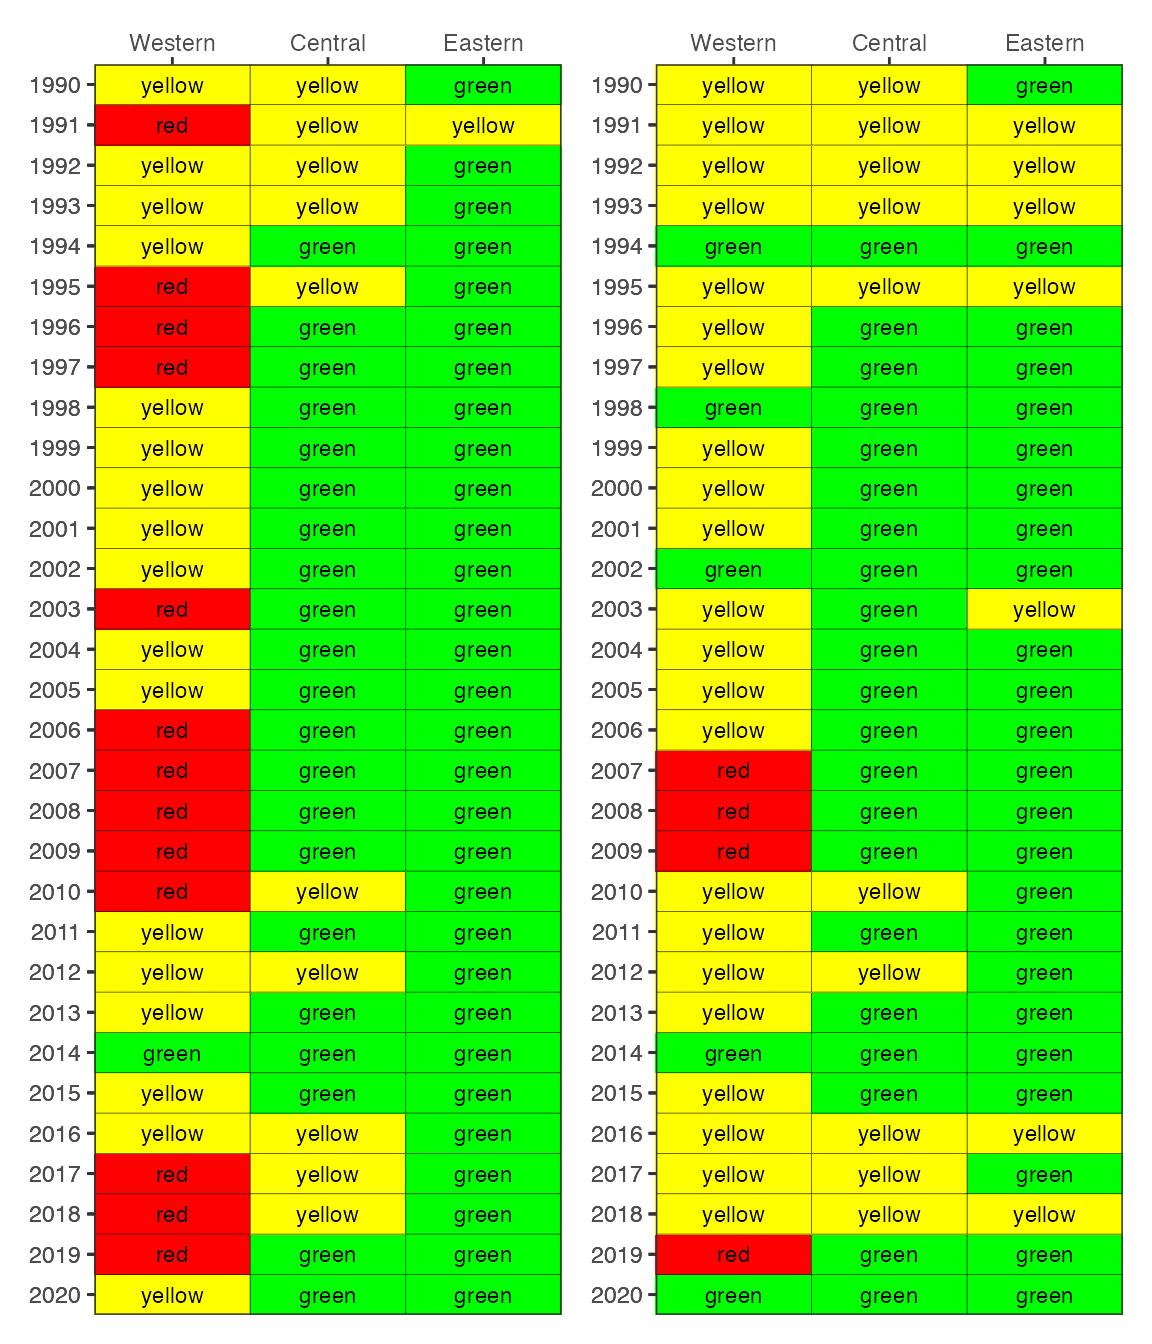 Western Central Eastern Western Central Eastern
1990 yellow yellow green 1990 yellow yellow green
1991 red yellow yellow 1991 yellow yellow yellow
1992 yellow yellow green 1992 yellow yellow yellow
1993 yellow yellow green 1993 yellow yellow yellow
1994 yellow green green 1994 green green green
1995 red yellow green 1995 yellow yellow yellow
1996 red green green 1996 yellow green green
1997 red green green 1997 yellow green green
1998 yellow green green 1998 green green green
1999 yellow green green 1999 yellow green green
2000 yellow green green 2000 yellow green green
2001 yellow green green 2001 yellow green green
2002 yellow green green 2002 green green green
2003 red green green 2003 yellow green yellow
2004 yellow green green 2004 yellow green green
2005 yellow green green 2005 yellow green green
2006 red green green 2006 yellow green green
2007 red green green 2007 red green green
2008 red green green 2008 red green green
2009 red green green 2009 red green green
2010 red yellow green 2010 yellow yellow green
2011 yellow green green 2011 yellow green green
2012 yellow yellow green 2012 yellow yellow green
2013 yellow green green 2013 yellow green green
2014 green green green 2014 green green green
2015 yellow green green 2015 yellow green green
2016 yellow yellow green 2016 yellow yellow yellow
2017 red yellow green 2017 yellow yellow green
2018 red yellow green 2018 yellow yellow yellow
2019 red green green 2019 red green green
2020 yellow green green 2020 green green green